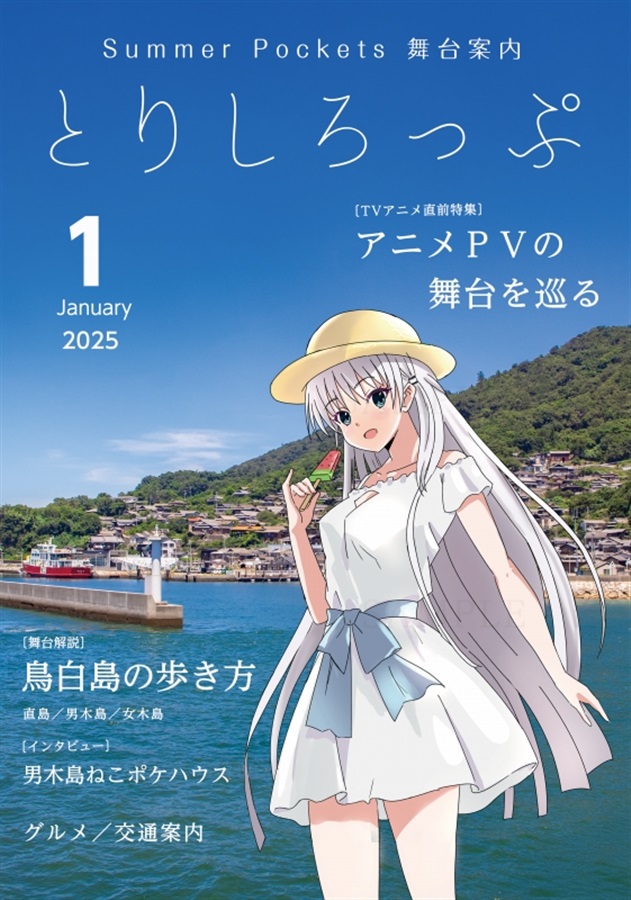 Summer Pockets 舞台案内
とりしろっぷ
[TVアニメ直前特集]
アニメPVの
舞台を巡る
1
January
2025
[舞台解説]
鳥白島の歩き方
直島／男木島／女木島
[インタビュー]
男木島ねこポケハウス
グルメ／交通案内